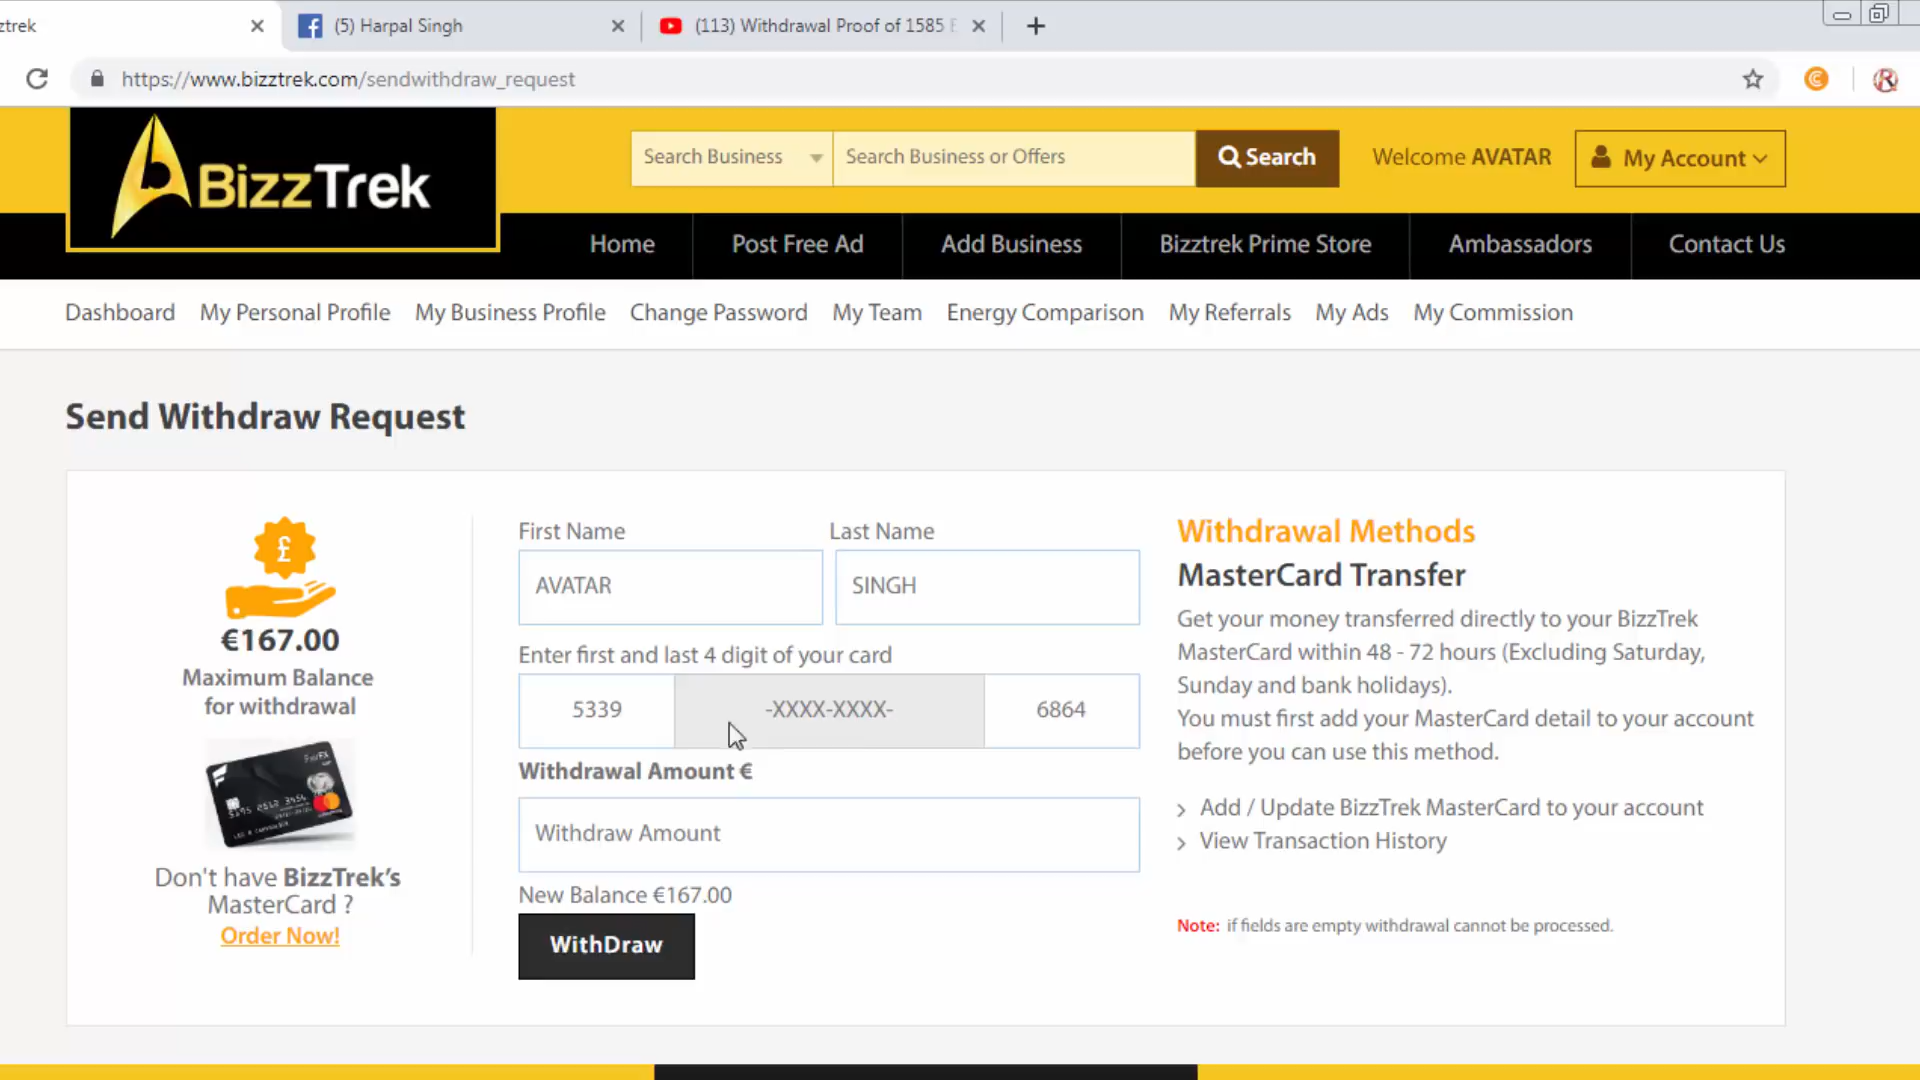 ztrek
(5) Harpal Singh
(113) Withdrawal Proof of 1585
https://www.bizztrek.com/sendwithdraw_request
BizzTrek
Search Business
Search Business or Offers
Search
Welcome AVATAR
My Account
Home
Post Free Ad
Add Business
Bizztrek Prime Store
Ambassadors
Contact Us
Dashboard
My Personal Profile
My Business Profile
Change Password
My Team
Energy Comparison
My Referrals
My Ads
My Commission
Send Withdraw Request
£
€167.00
Maximum Balance
for withdrawal
Don't have BizzTrek's
MasterCard ?
Order Now!
First Name
Last Name
AVATAR
SINGH
Enter first and last 4 digit of your card
5339
-XXXX-XXXX-
6864
Withdrawal Amount €
Withdraw Amount
New Balance €167.00
WithDraw
Withdrawal Methods
MasterCard Transfer
Get your money transferred directly to your BizzTrek
MasterCard within 48 - 72 hours (Excluding Saturday,
Sunday and bank holidays).
You must first add your MasterCard detail to your account
before you can use this method.
Add / Update BizzTrek MasterCard to your account
View Transaction History
Note: if fields are empty withdrawal cannot be processed.